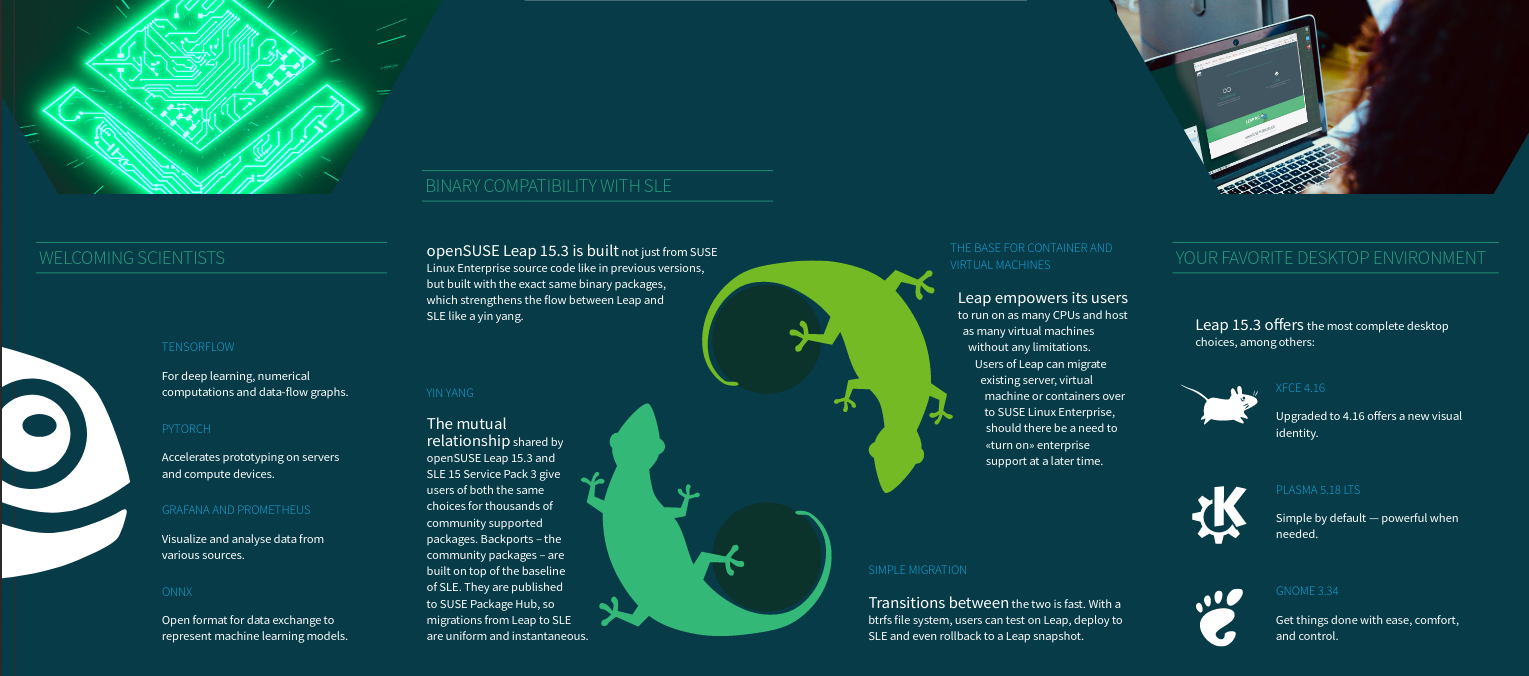 WELCOMING SCIENTISTS
TENSORFLOW
For deep learning, numerical
computations and data-flow graphs.
PYTORCH
Accelerates prototyping on servers
and compute devices.
GRAFANA AND PROMETHEUS
Visualize and analyse data from
various sources.
ONNX
Open format for data exchange to
represent machine learning models.
BINARY COMPATIBILITY WITH SLE
openSUSE Leap 15.3 is built not just from SUSE
Linux Enterprise source code like in previous versions,
but built with the exact same binary packages,
which strengthens the flow between Leap and
SLE like a yin yang.
YIN YANG
The mutual
relationship shared by
openSUSE Leap 15.3 and
SLE 15 Service Pack 3 give
users of both the same
choices for thousands of
community supported
packages. Backports – the
community packages – are
built on top of the baseline
of SLE. They are published
to SUSE Package Hub, so
migrations from Leap to SLE
are uniform and instantaneous.
THE BASE FOR CONTAINER AND
VIRTUAL MACHINES
Leap empowers its users
to run on as many CPUs and host
as many virtual machines
without any limitations.
Users of Leap can migrate
existing server, virtual
machine or containers over
to SUSE Linux Enterprise,
should there be a need to
«turn on» enterprise
support at a later time.
SIMPLE MIGRATION
Transitions between the two is fast. With a
btrfs file system, users can test on Leap, deploy to
SLE and even rollback to a Leap snapshot.
YOUR FAVORITE DESKTOP ENVIRONMENT
Leap 15.3 offers the most complete desktop
choices, among others:
XFCE 4.16
Upgraded to 4.16 offers a new visual
identity.
PLASMA 5.18 LTS
Simple by default — powerful when
needed.
GNOME 3.34
Get things done with ease, comfort,
and control.